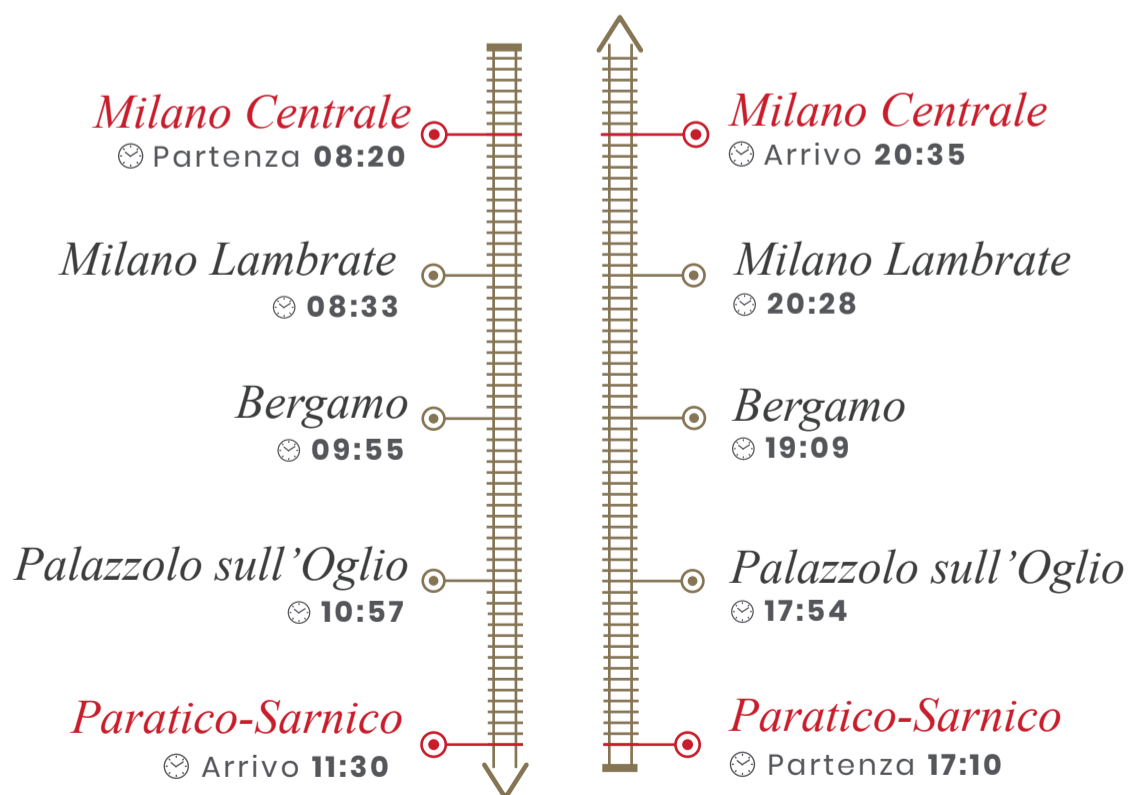 Milano Centrale
Partenza 08:20
Milano Lambrate
08:33
Bergamo
09:55
Palazzolo sull’Oglio
10:57
Paratico-Sarnico
Arrivo 11:30
Milano Centrale
Arrivo 20:35
Milano Lambrate
20:28
Bergamo
19:09
Palazzolo sull’Oglio
17:54
Paratico-Sarnico
Partenza 17:10